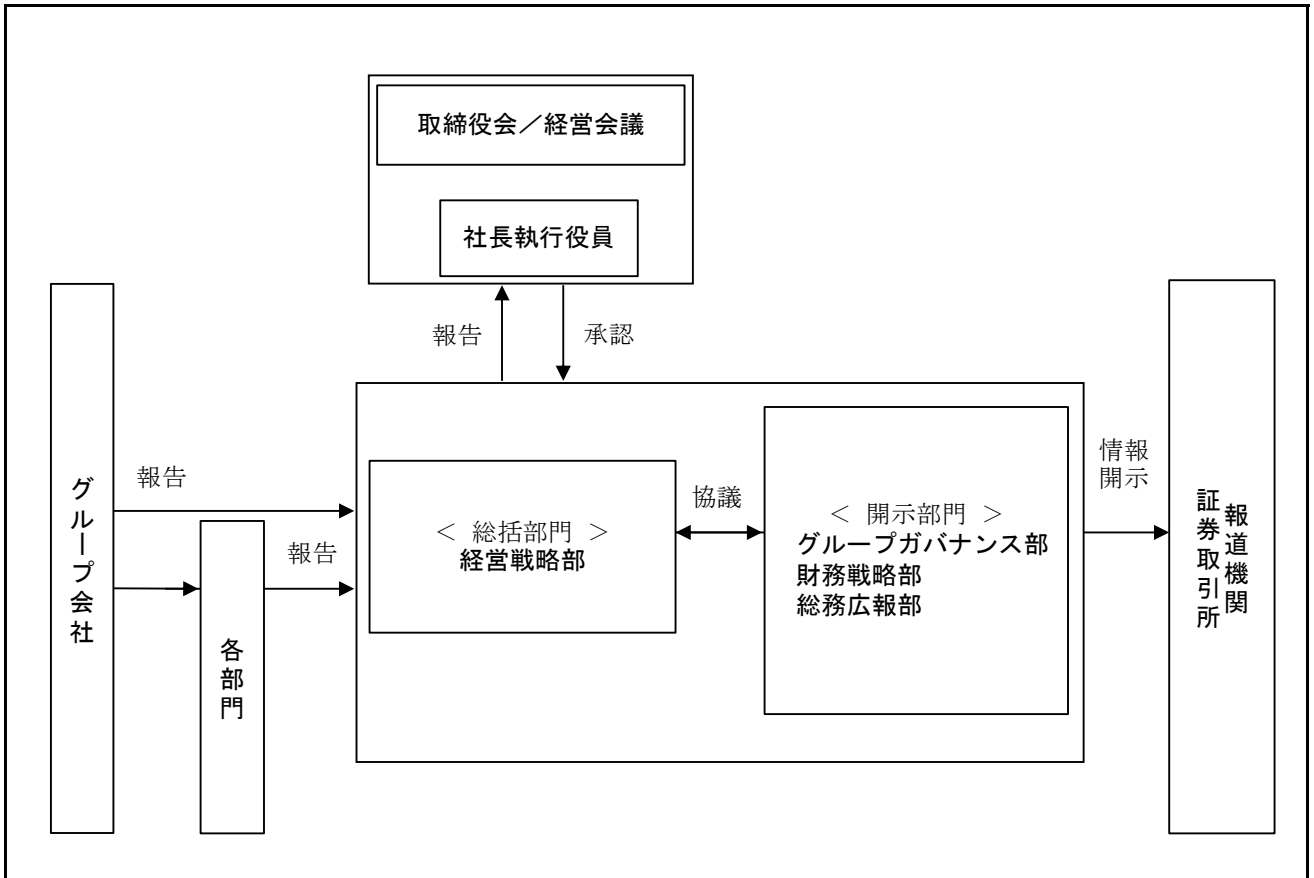 取締役会／経営会議
社長執行役員
報告
承認
グループ会社
報告
各部門
報告
＜ 総括部門 ＞
経営戦略部
協議
＜ 開示部門 ＞
グループガバナンス部
財務戦略部
総務広報部
情報
開示
報道機関
証券取引所